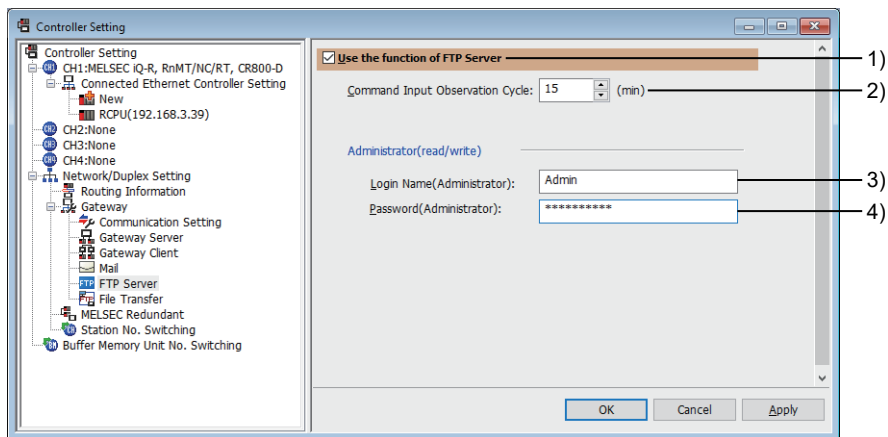 Controller Setting
Controller Setting
CH1:MELSEC iQ-R, RnMT/NC/RT, CR800-D
Connected Ethernet Controller Setting
New
RCPU(192.168.3.39)
CH2:None
CH3:None
CH4:None
Network/Duplex Setting
Routing Information
Gateway
Communication Setting
Gateway Server
Gateway Client
Mail
FTP Server
File Transfer
MELSEC Redundant
Station No. Switching
Buffer Memory Unit No. Switching
Use the function of FTP Server
1)
Command Input Observation Cycle: 15 (min)
2)
Administrator(read/write)
Login Name(Administrator): Admin
3)
Password(Administrator): **********
4)
OK Cancel Apply